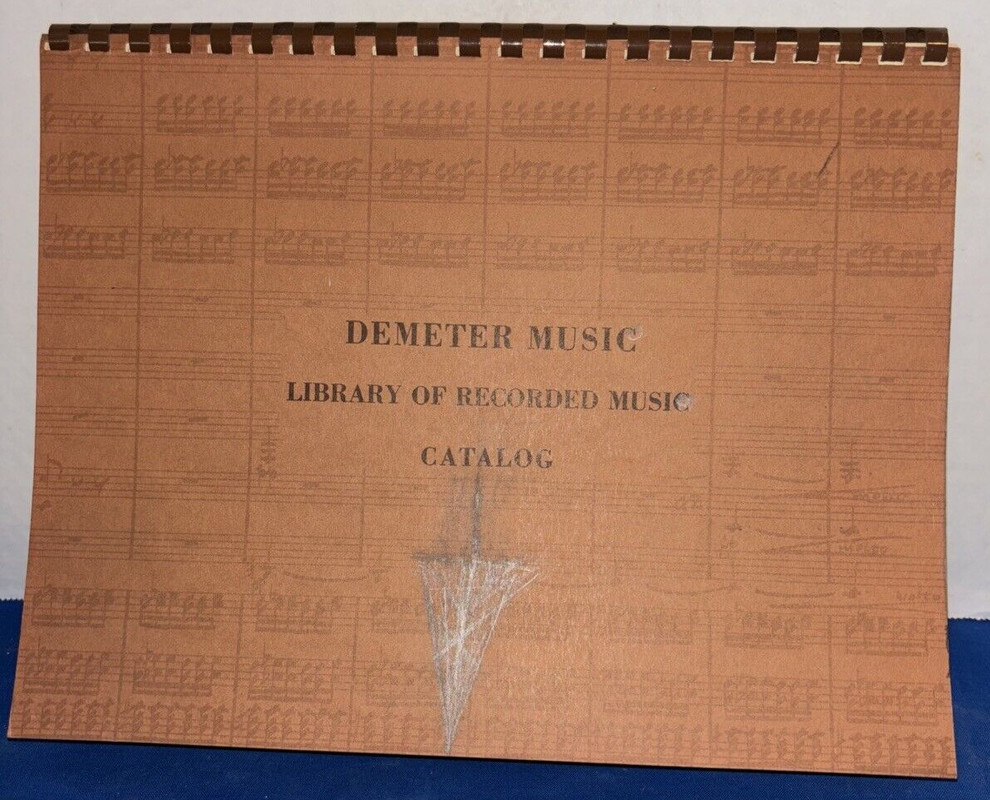 DEMETER MUSIC
LIBRARY OF RECORDED MUSIC
CATALOG